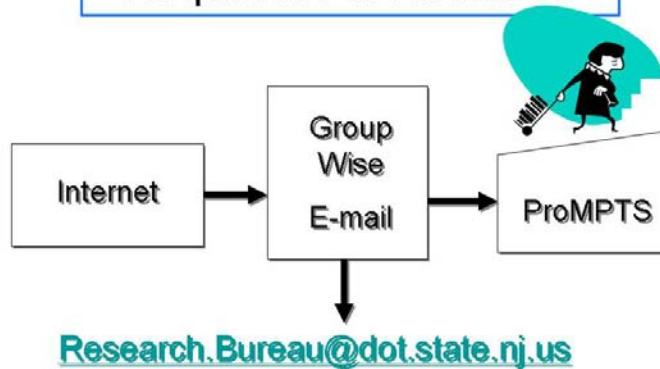 Internet
Group
Wise
E-mail
ProMPTS
Research.Bureau@dot.state.nj.us